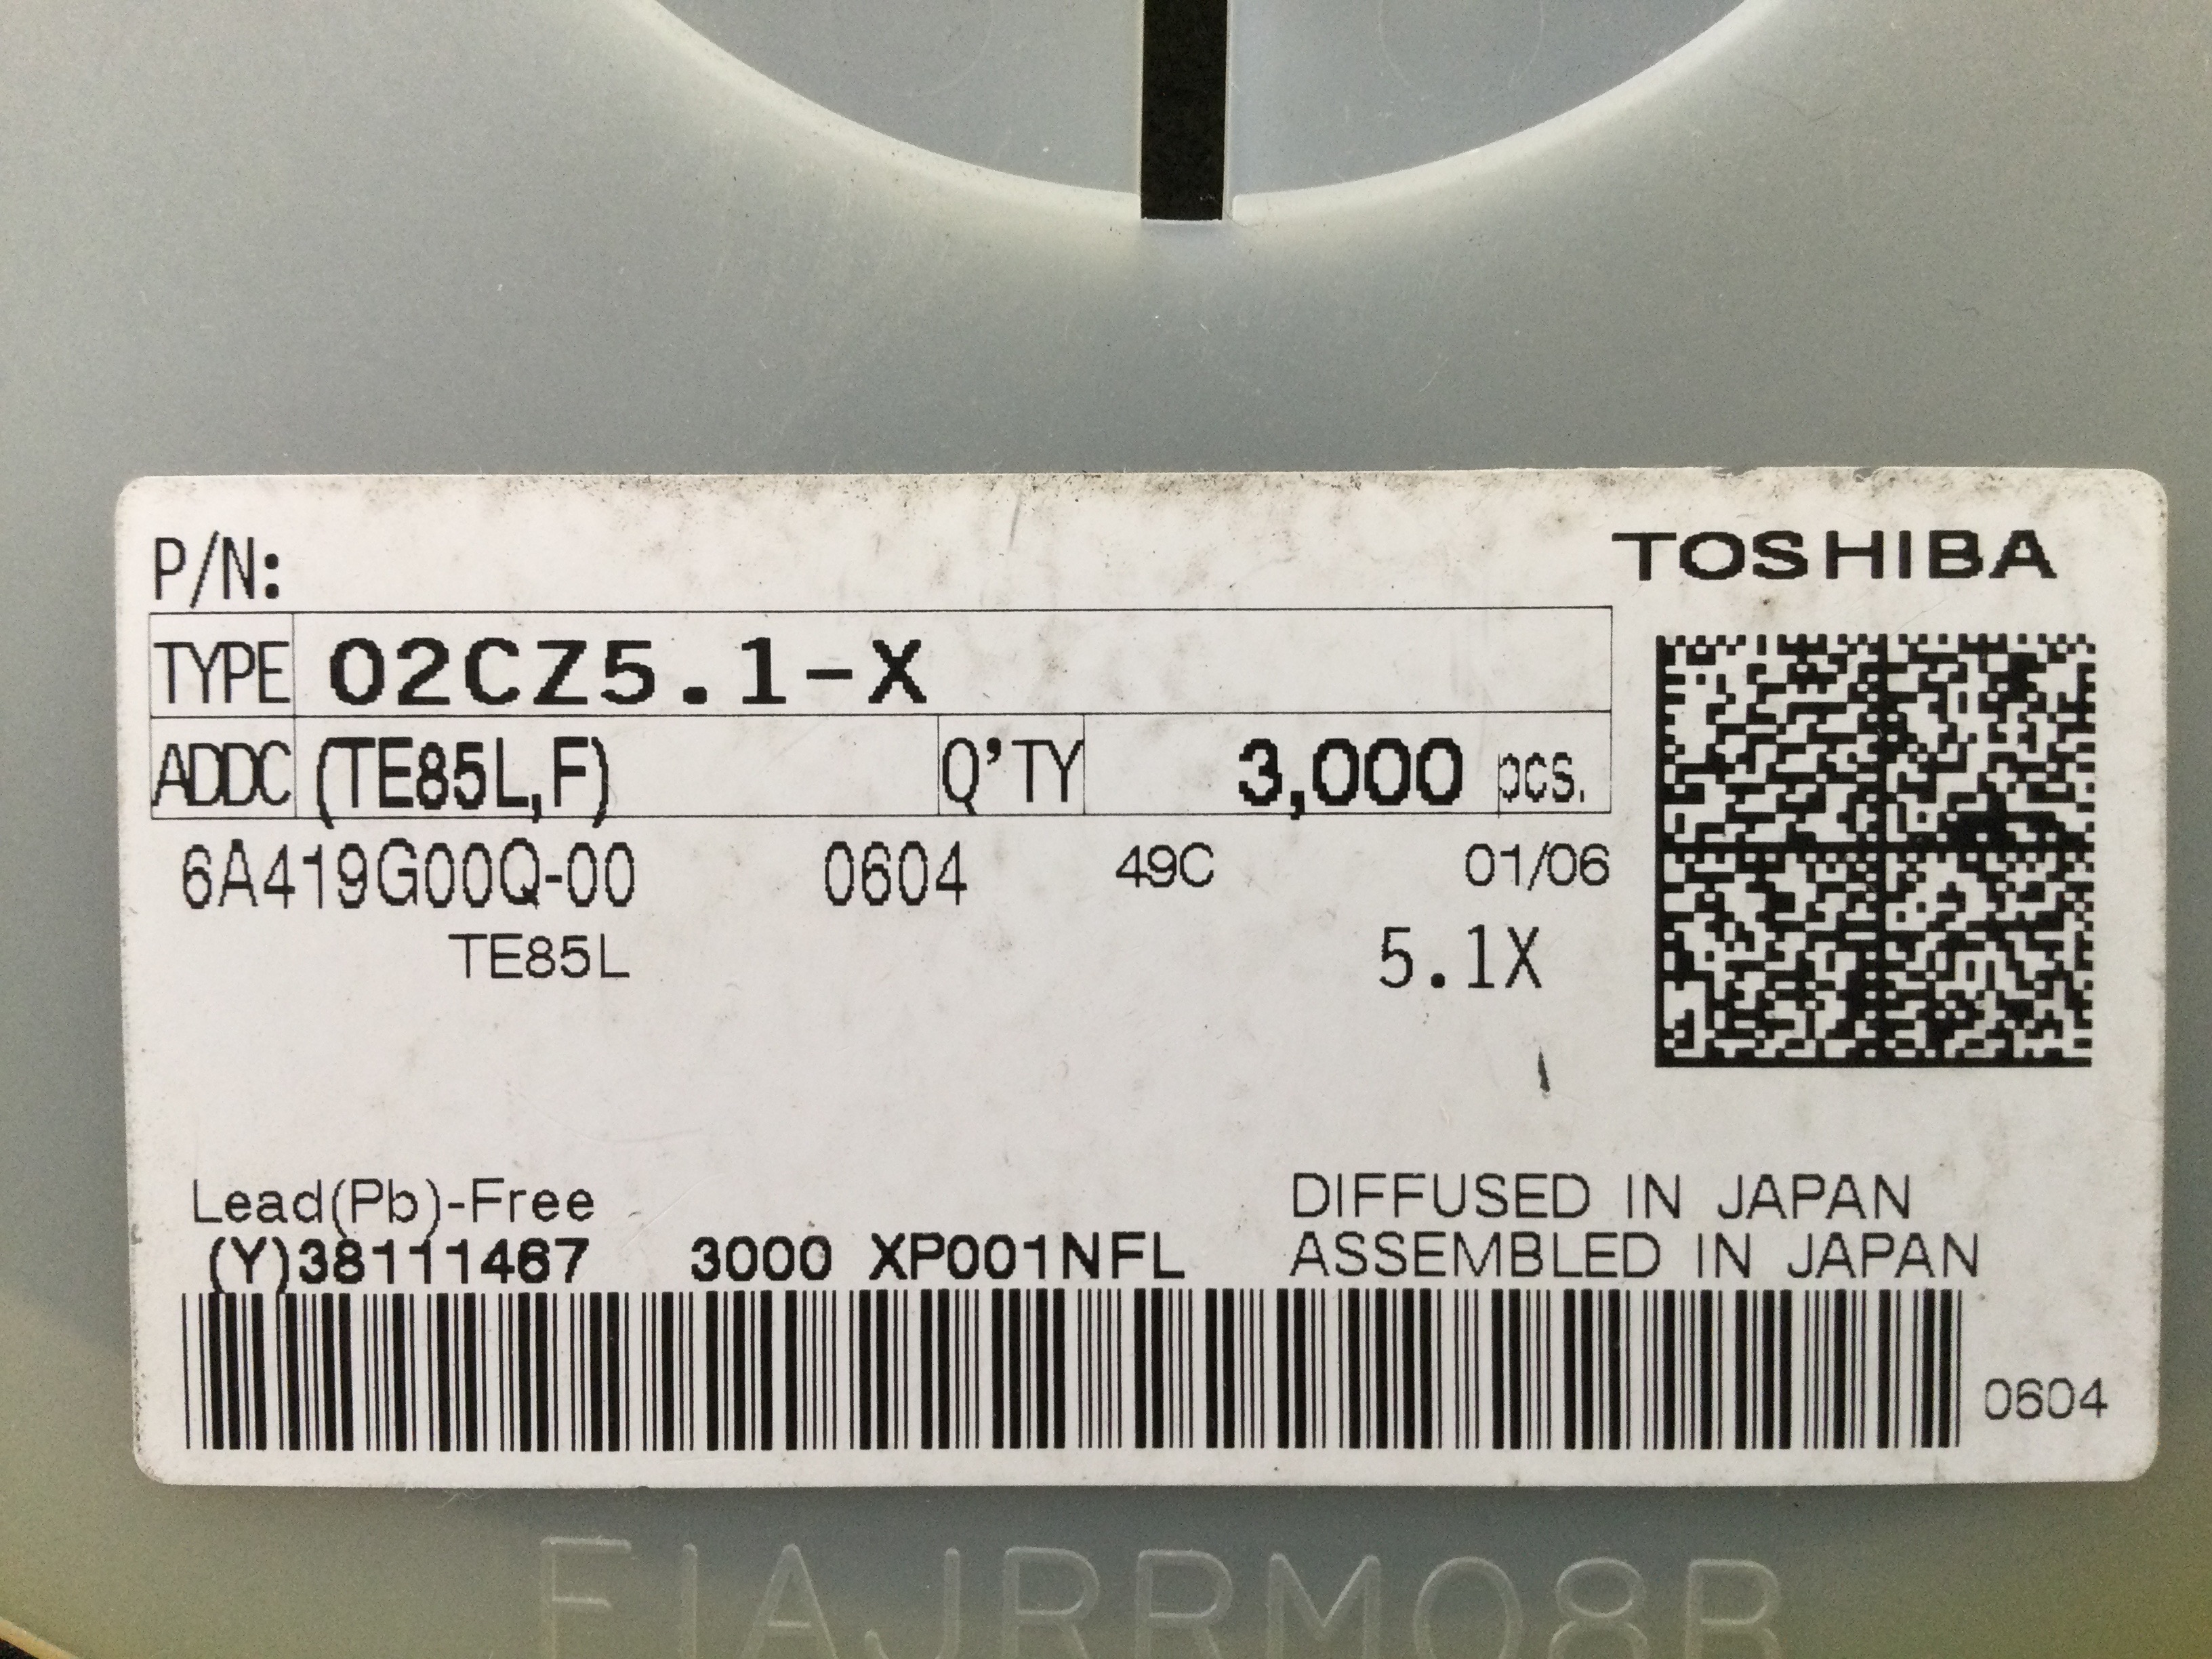 P/N:
TOSHIBA
TYPE 02CZ5.1-X
ADDC (TE85L,F) Q'TY 3,000 pcs.
6A419G00Q-00 0604 49C 01/06
TE85L 5.1X
Lead(Pb)-Free
DIFFUSED IN JAPAN
(Y)38111467 3000 XP001NFL
ASSEMBLED IN JAPAN
0604